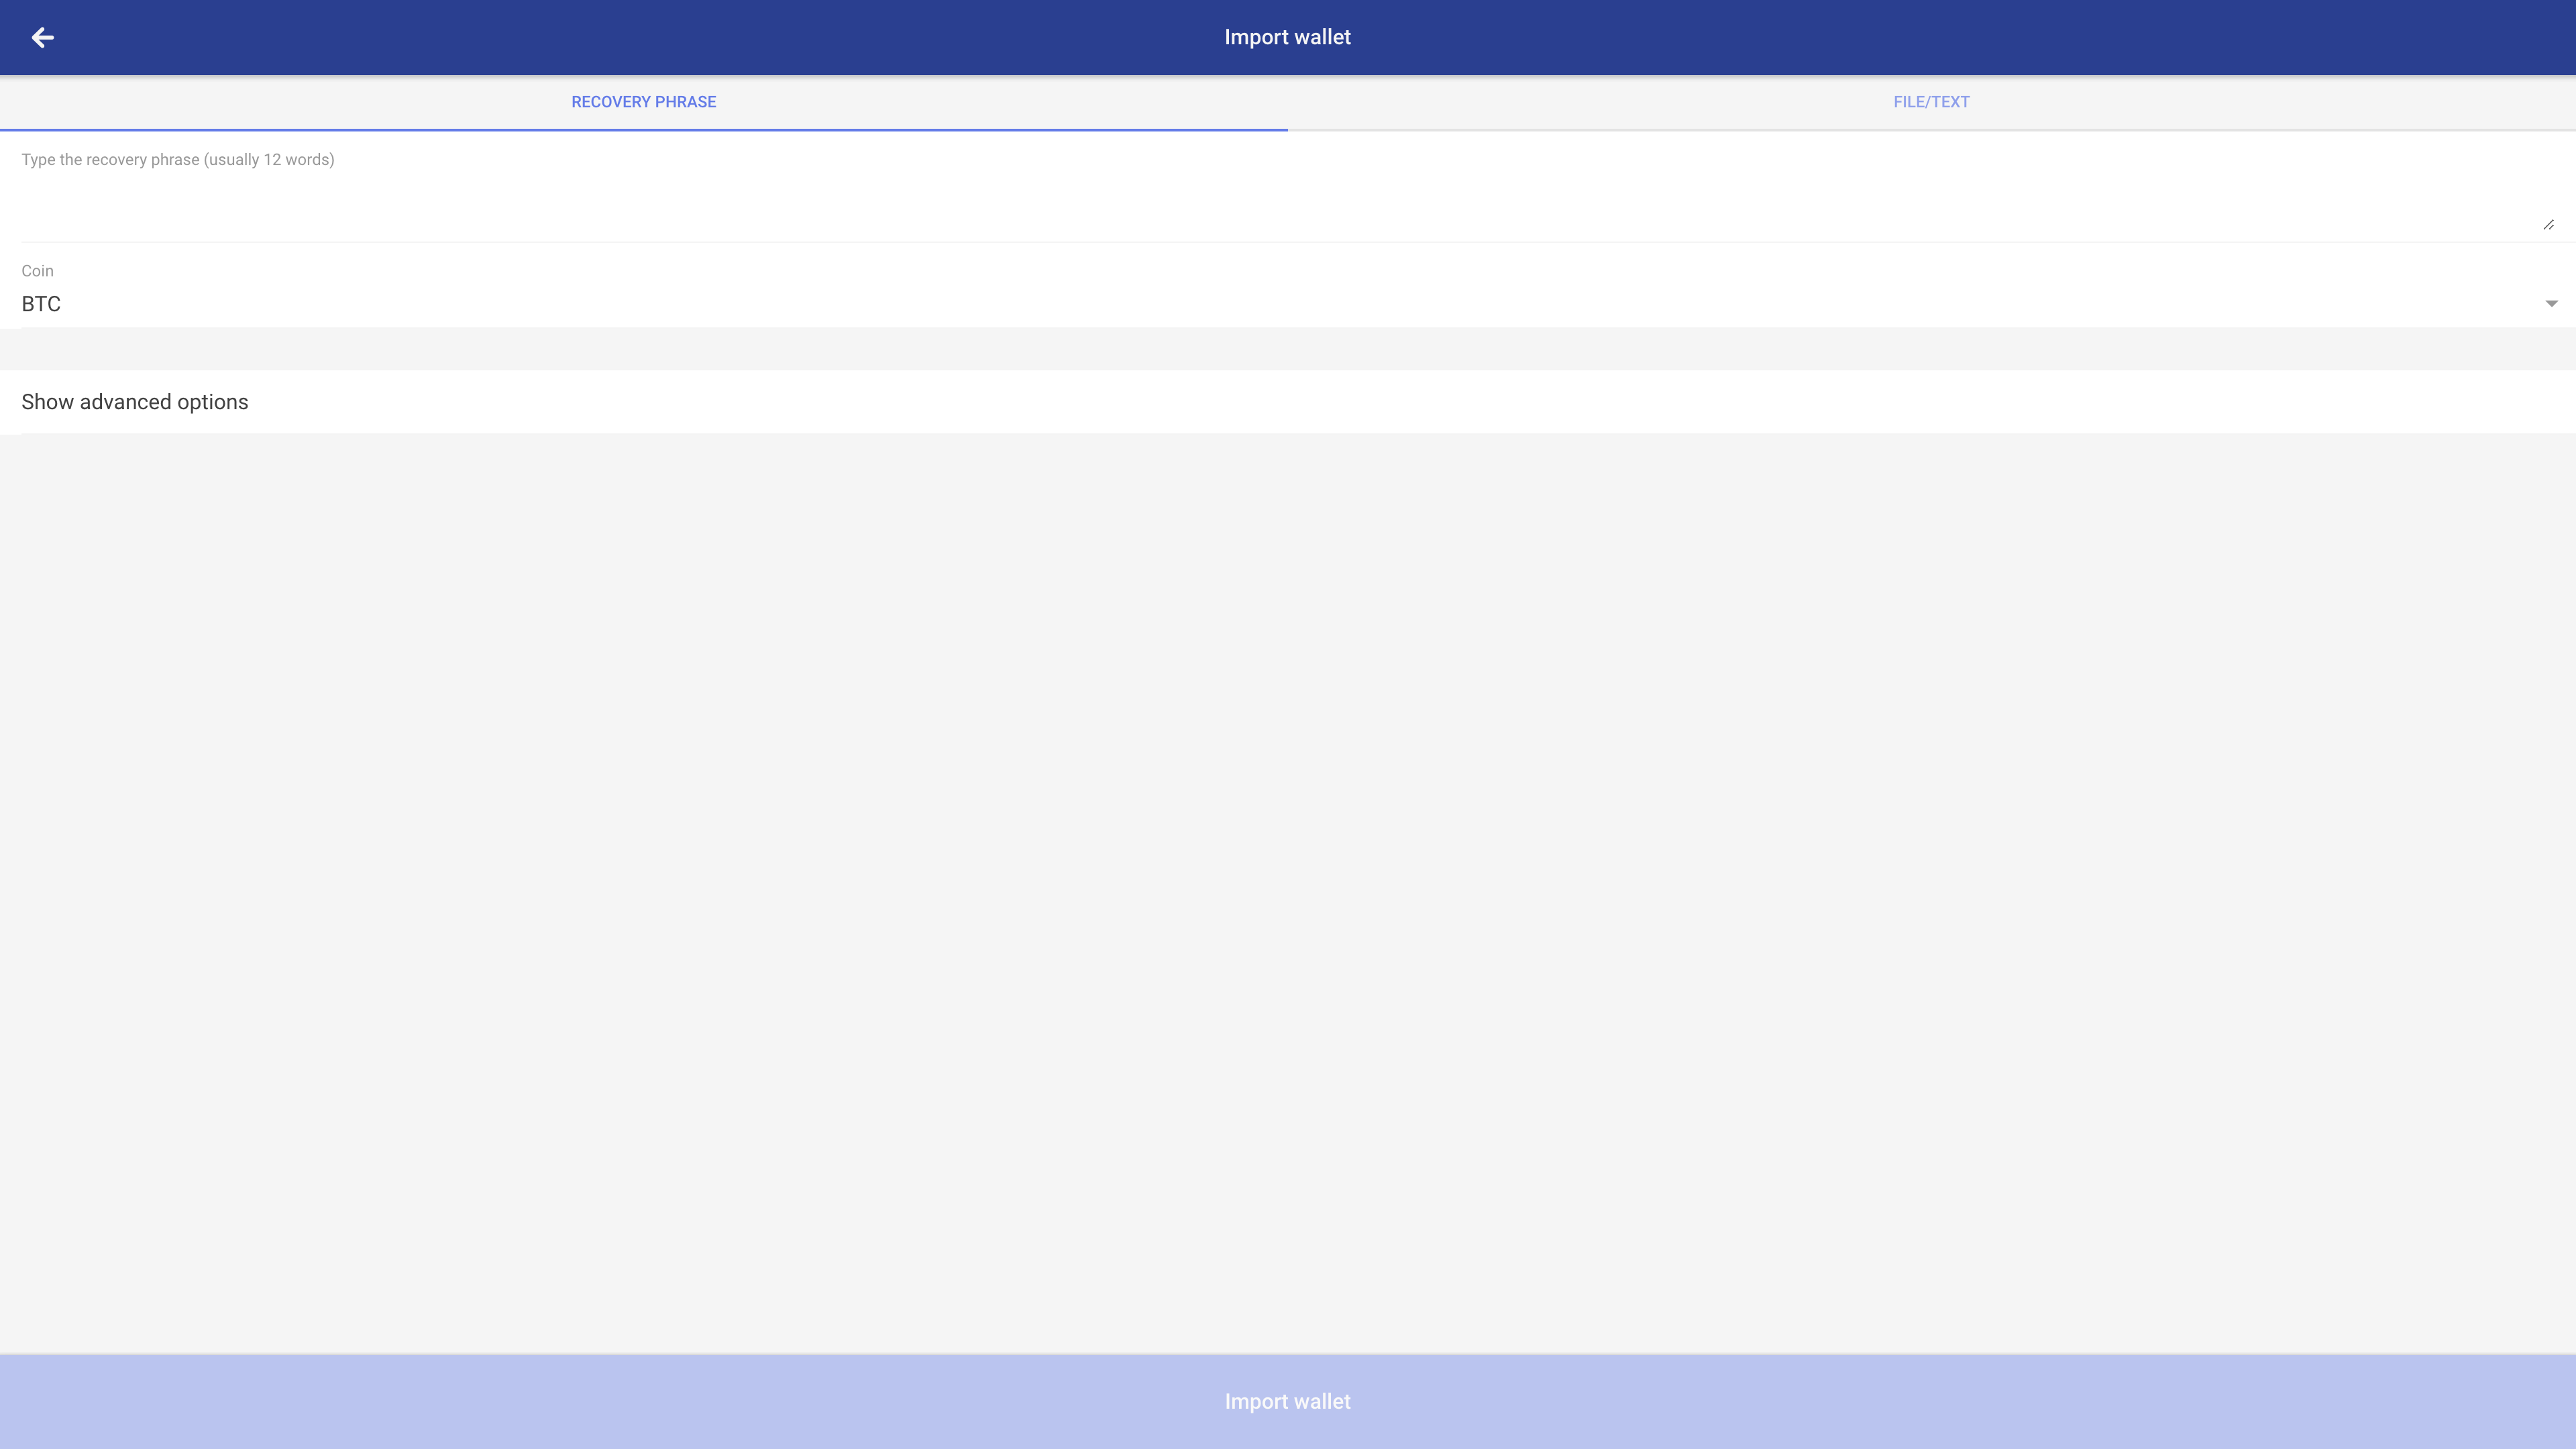 Import wallet
RECOVERY PHRASE
FILE/TEXT
Type the recovery phrase (usually 12 words)
Coin
BTC
Show advanced options
Import wallet